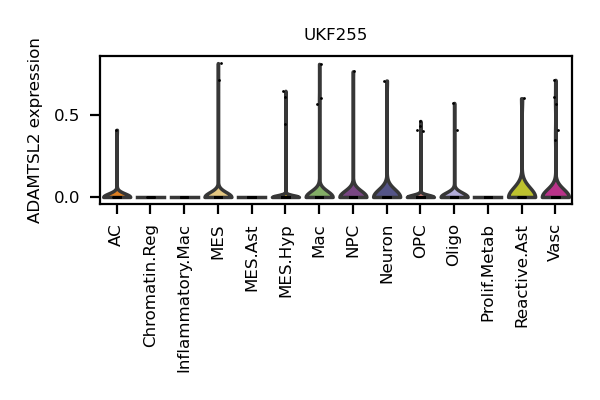 UKF255
ADAMTSL2 expression
0.5
0.0
AC
Chromatin.Reg
Inflammatory.Mac
MES
MES.Ast
MES.Hyp
Mac
NPC
Neuron
OPC
Oligo
Prolif.Metab
Reactive.Ast
Vasc